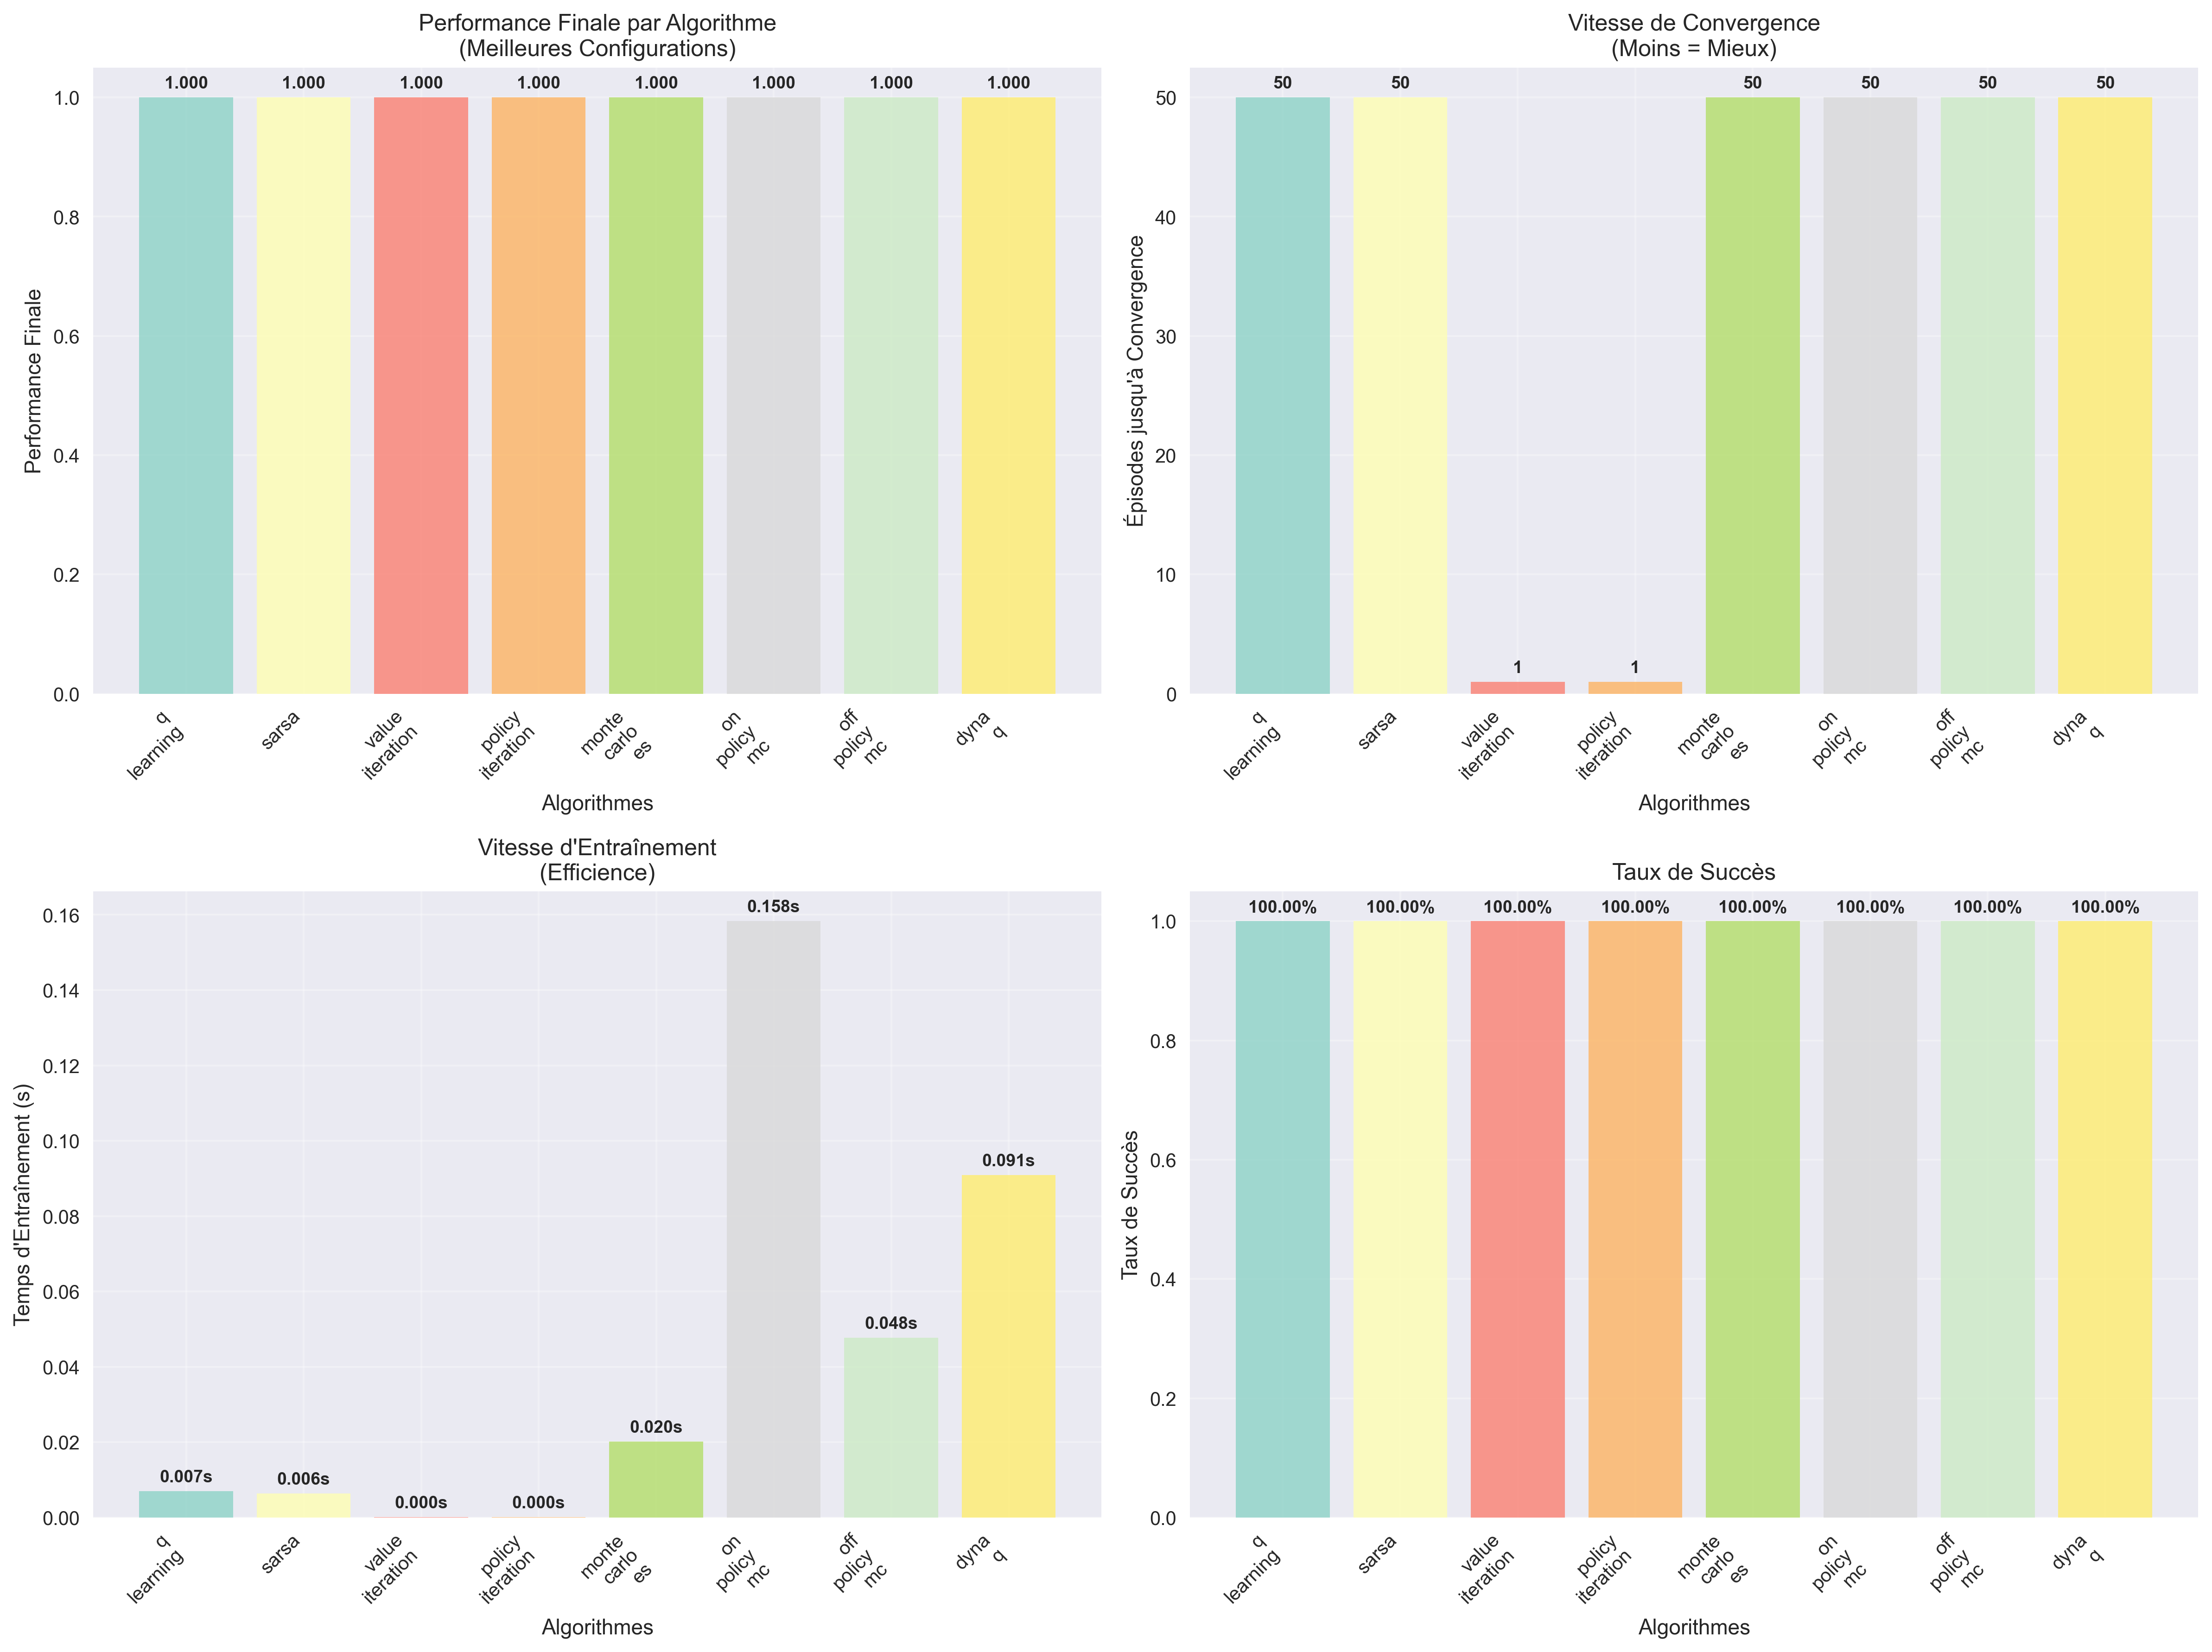 Performance Finale par Algorithme
(Meilleures Configurations)
1.000 1.000 1.000 1.000 1.000 1.000 1.000 1.000
1.0
0.8
0.6
0.4
0.2
0.0
Performance Finale
q
learning
sarsa
value
iteration
policy
iteration
monte
carlo
es
on
policy
mc
off
policy
mc
dyna
q
Algorithmes
Vitesse de Convergence
(Moins = Mieux)
50 50 1 1 50 50 50 50
50
40
30
20
10
0
Épisodes jusqu'à Convergence
q
learning
sarsa
value
iteration
policy
iteration
monte
carlo
es
on
policy
mc
off
policy
mc
dyna
q
Algorithmes
Vitesse d'Entraînement
(Efficience)
0.007s 0.006s 0.000s 0.000s 0.020s 0.158s 0.048s 0.091s
0.16
0.14
0.12
0.10
0.08
0.06
0.04
0.02
0.00
Temps d'Entraînement (s)
q
learning
sarsa
value
iteration
policy
iteration
monte
carlo
es
on
policy
mc
off
policy
mc
dyna
q
Algorithmes
Taux de Succès
100.00% 100.00% 100.00% 100.00% 100.00% 100.00% 100.00% 100.00%
1.0
0.8
0.6
0.4
0.2
0.0
Taux de Succès
q
learning
sarsa
value
iteration
policy
iteration
monte
carlo
es
on
policy
mc
off
policy
mc
dyna
q
Algorithmes